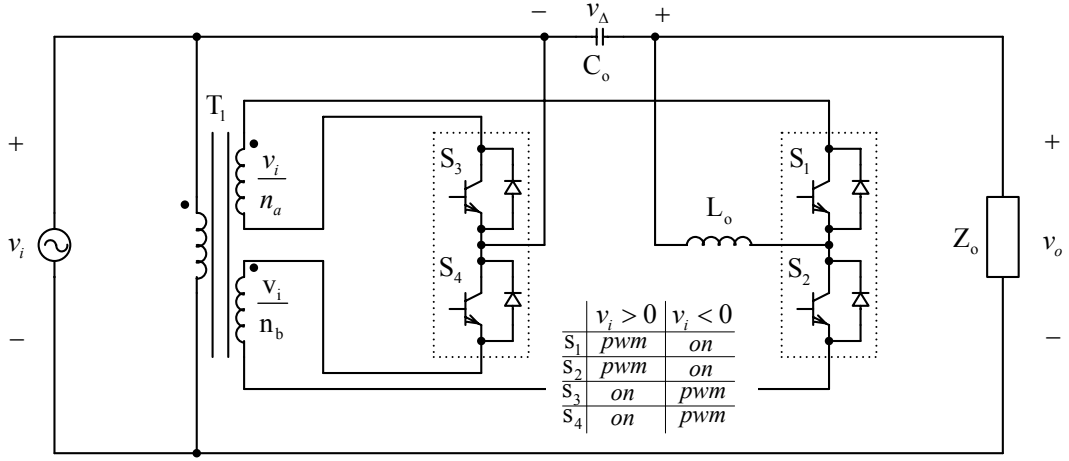 − v_Δ +
C_o
T_1
+ v_i −
v_i / n_a
v_i / n_b
S_3
S_4
L_o
S_1
S_2
Z_o
+ v_o −
v_i > 0 v_i < 0
S_1 pwm on
S_2 pwm on
S_3 on pwm
S_4 on pwm